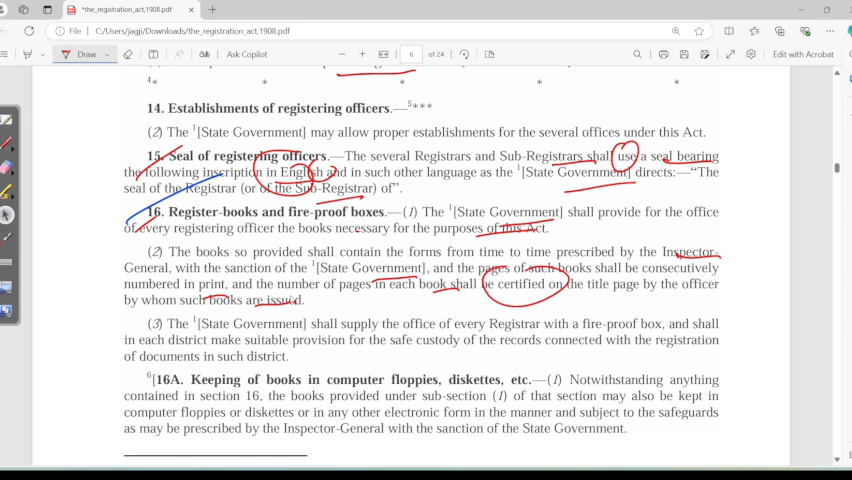 *the_registration_act,1908.pdf
File
C:/Users/jagji/Downloads/the_registration_act,1908.pdf
Draw
Ask Copilot
6
of 24
Edit with Acrobat
4* * * * *
14. Establishments of registering officers.—5***
(2) The 1[State Government] may allow proper establishments for the several offices under this Act.
15. Seal of registering officers.—The several Registrars and Sub-Registrars shall use a seal bearing
the following inscription in English and in such other language as the 1[State Government] directs:—“The
seal of the Registrar (or of the Sub-Registrar) of”.
16. Register-books and fire-proof boxes.—(1) The 1[State Government] shall provide for the office
of every registering officer the books necessary for the purposes of this Act.
(2) The books so provided shall contain the forms from time to time prescribed by the Inspector-
General, with the sanction of the 1[State Government], and the pages of such books shall be consecutively
numbered in print, and the number of pages in each book shall be certified on the title page by the officer
by whom such books are issued.
(3) The 1[State Government] shall supply the office of every Registrar with a fire-proof box, and shall
in each district make suitable provision for the safe custody of the records connected with the registration
of documents in such district.
6[16A. Keeping of books in computer floppies, diskettes, etc.—(1) Notwithstanding anything
contained in section 16, the books provided under sub-section (1) of that section may also be kept in
computer floppies or diskettes or in any other electronic form in the manner and subject to the safeguards
as may be prescribed by the Inspector-General with the sanction of the State Government.